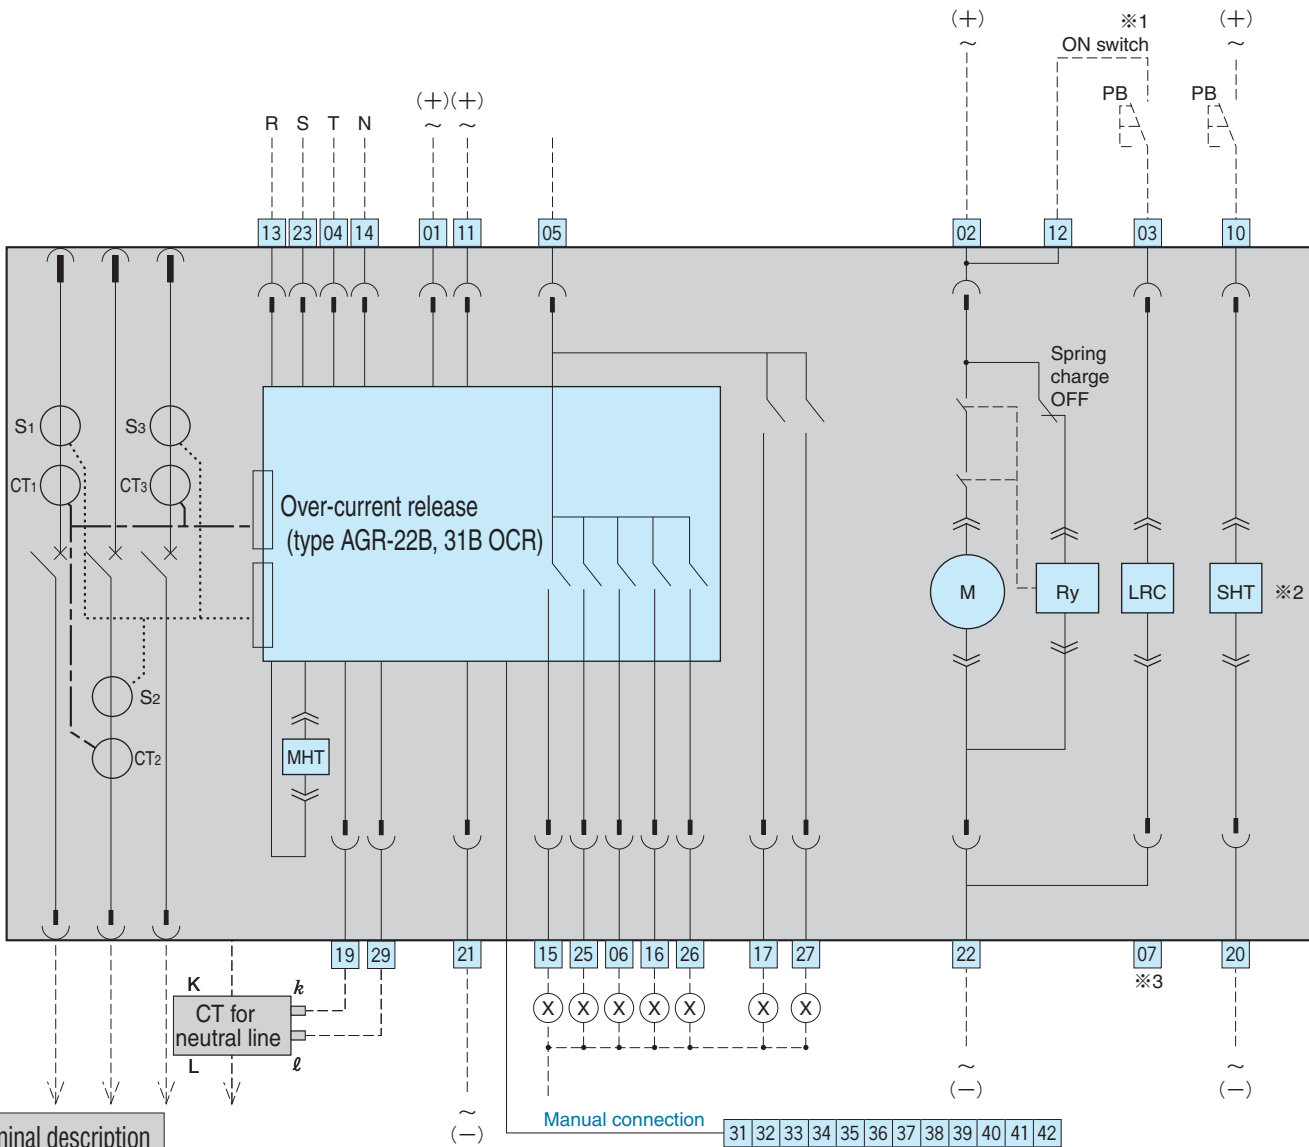 (+)
~
※1
ON switch
(+)
~
PB
PB
R S T N
(+) (+)
~ ~
13 23 04 14 01 11 05 02 12 03 10
Spring
charge
OFF
S1
S3
CT1
CT3
Over-current release
(type AGR-22B, 31B OCR)
M
Ry
LRC
SHT
※2
S2
CT2
MHT
19 29 21 15 25 06 16 26 17 27 22 07 20
※3
K
k
CT for
neutral line
L
ℓ
X X X X X X X
~
(−)
~
(−)
~
(−)
Manual connection
31 32 33 34 35 36 37 38 39 40 41 42
minal description